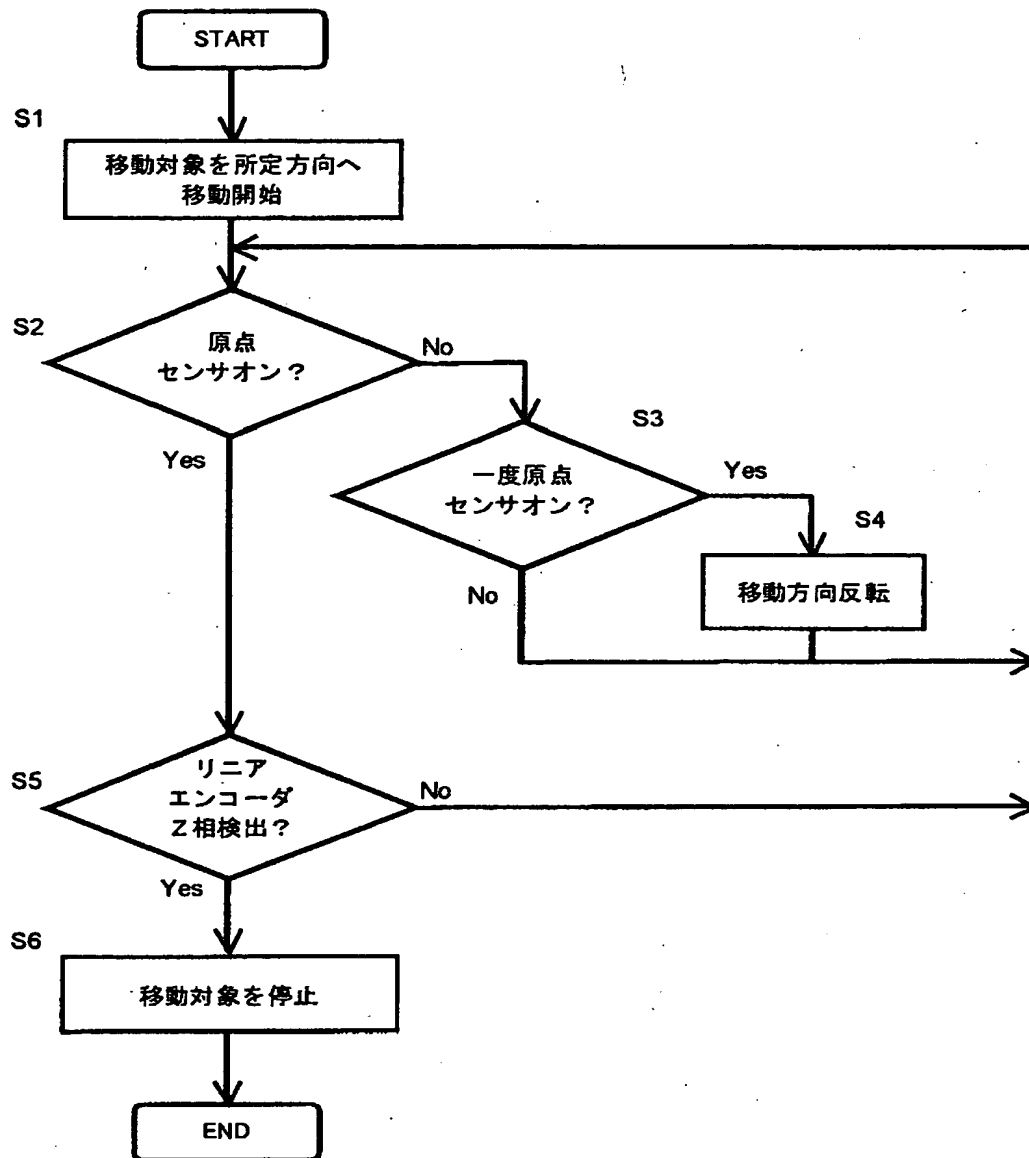 START
S1
移動対象を所定方向へ
移動開始
S2
原点
センサオン？
No
Yes
S3
一度原点
センサオン？
Yes
No
S4
移動方向反転
S5
リニア
エンコーダ
Z相検出？
No
Yes
S6
移動対象を停止
END